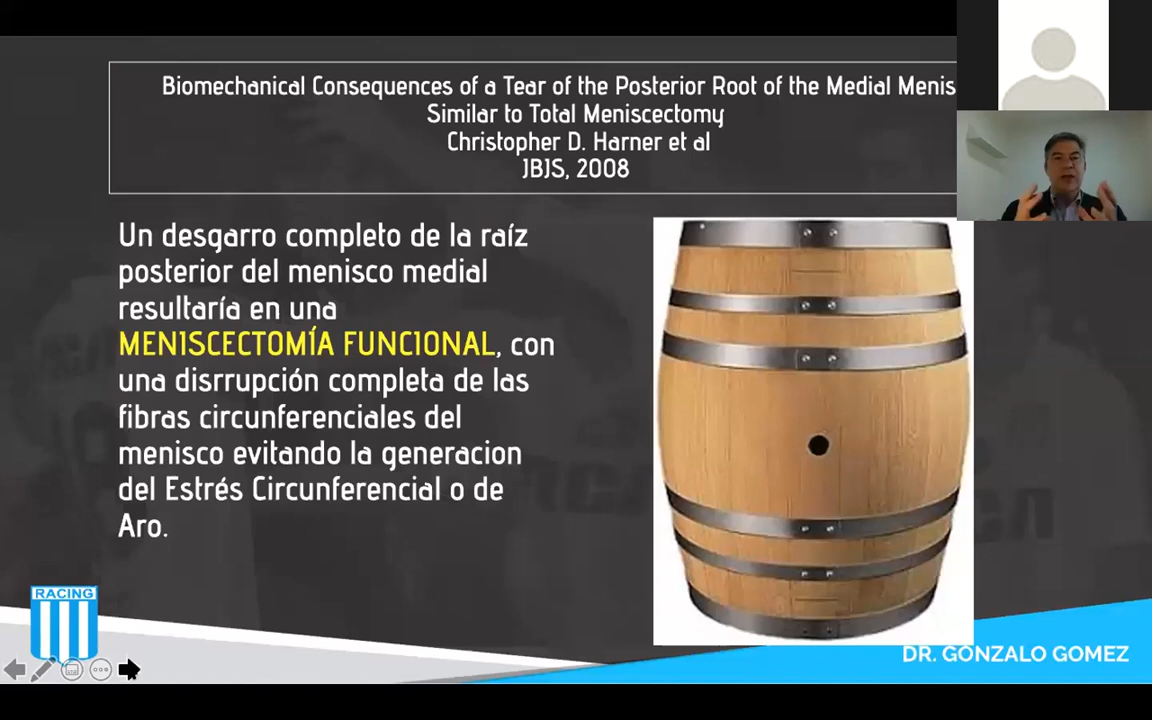 Biomechanical Consequences of a Tear of the Posterior Root of the Medial Menis
Similar to Total Meniscectomy
Christopher D. Harner et al
JBJS, 2008
Un desgarro completo de la raíz
posterior del menisco medial
resultaría en una
MENISCECTOMÍA FUNCIONAL, con
una disrrupción completa de las
fibras circunferenciales del
menisco evitando la generacion
del Estrés Circunferencial o de
Aro.
RACING
DR. GONZALO GOMEZ